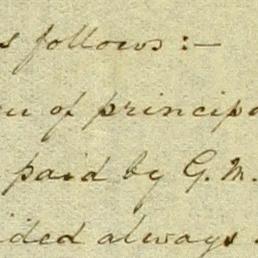 s follows :—
of principa
paid by G. M.
ided always